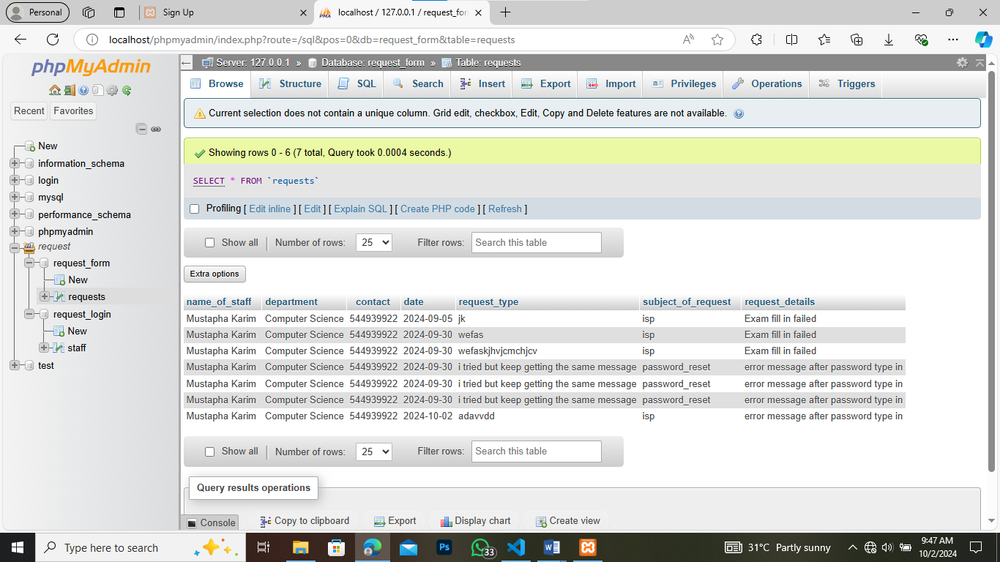 Personal
Sign Up
localhost / 127.0.0.1 / request_for
localhost/phpmyadmin/index.php?route=/sql&pos=0&db=request_form&table=requests
phpMyAdmin
Recent Favorites
New
information_schema
login
mysql
performance_schema
phpmyadmin
request
request_form
New
requests
request_login
New
staff
test
Server: 127.0.0.1 » Database: request_form » Table: requests
Browse Structure SQL Search Insert Export Import Privileges Operations Triggers
Current selection does not contain a unique column. Grid edit, checkbox, Edit, Copy and Delete features are not available.
Showing rows 0 - 6 (7 total, Query took 0.0004 seconds.)
SELECT * FROM `requests`
Profiling [ Edit inline ] [ Edit ] [ Explain SQL ] [ Create PHP code ] [ Refresh ]
Show all Number of rows: 25 Filter rows: Search this table
Extra options
name_of_staff department contact date request_type subject_of_request request_details
Mustapha Karim Computer Science 544939922 2024-09-05 jk isp Exam fill in failed
Mustapha Karim Computer Science 544939922 2024-09-30 wefas isp Exam fill in failed
Mustapha Karim Computer Science 544939922 2024-09-30 wefaskjhvjcmchjcv isp Exam fill in failed
Mustapha Karim Computer Science 544939922 2024-09-30 i tried but keep getting the same message password_reset error message after password type in
Mustapha Karim Computer Science 544939922 2024-09-30 i tried but keep getting the same message password_reset error message after password type in
Mustapha Karim Computer Science 544939922 2024-09-30 i tried but keep getting the same message password_reset error message after password type in
Mustapha Karim Computer Science 544939922 2024-10-02 adavvdd isp error message after password type in
Show all Number of rows: 25 Filter rows: Search this table
Query results operations
Console Copy to clipboard Export Display chart Create view
Type here to search
Ps
33
31°C Partly sunny
9:47 AM
10/2/2024